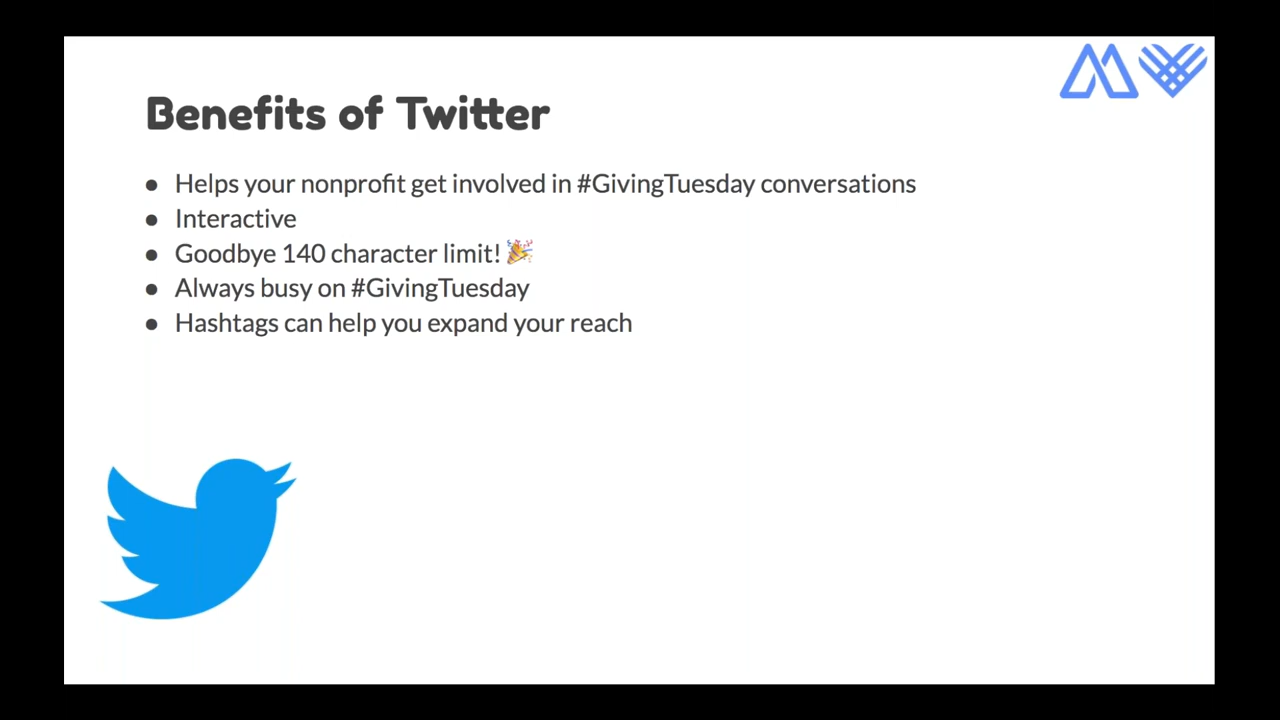 Benefits of Twitter
● Helps your nonprofit get involved in #GivingTuesday conversations
● Interactive
● Goodbye 140 character limit! 🎉
● Always busy on #GivingTuesday
● Hashtags can help you expand your reach